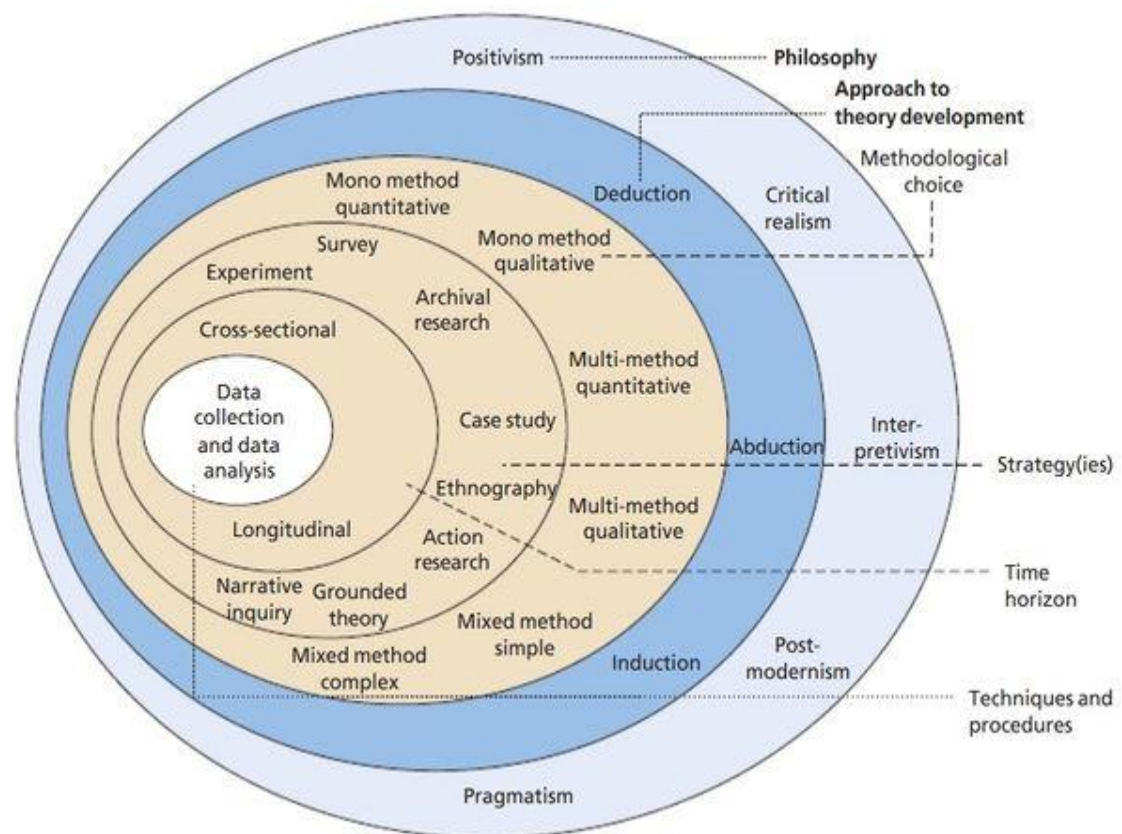 Positivism
Philosophy
Approach to
theory development
Methodological
choice
Mono method
quantitative
Deduction
Critical
realism
Survey
Mono method
qualitative
Experiment
Archival
research
Cross-sectional
Multi-method
quantitative
Data
collection
and data
analysis
Case study
Abduction
Inter-
pretivism
Strategy(ies)
Ethnography
Multi-method
qualitative
Longitudinal
Action
research
Time
horizon
Narrative
inquiry
Grounded
theory
Mixed method
simple
Mixed method
complex
Induction
Post-
modernism
Techniques and
procedures
Pragmatism